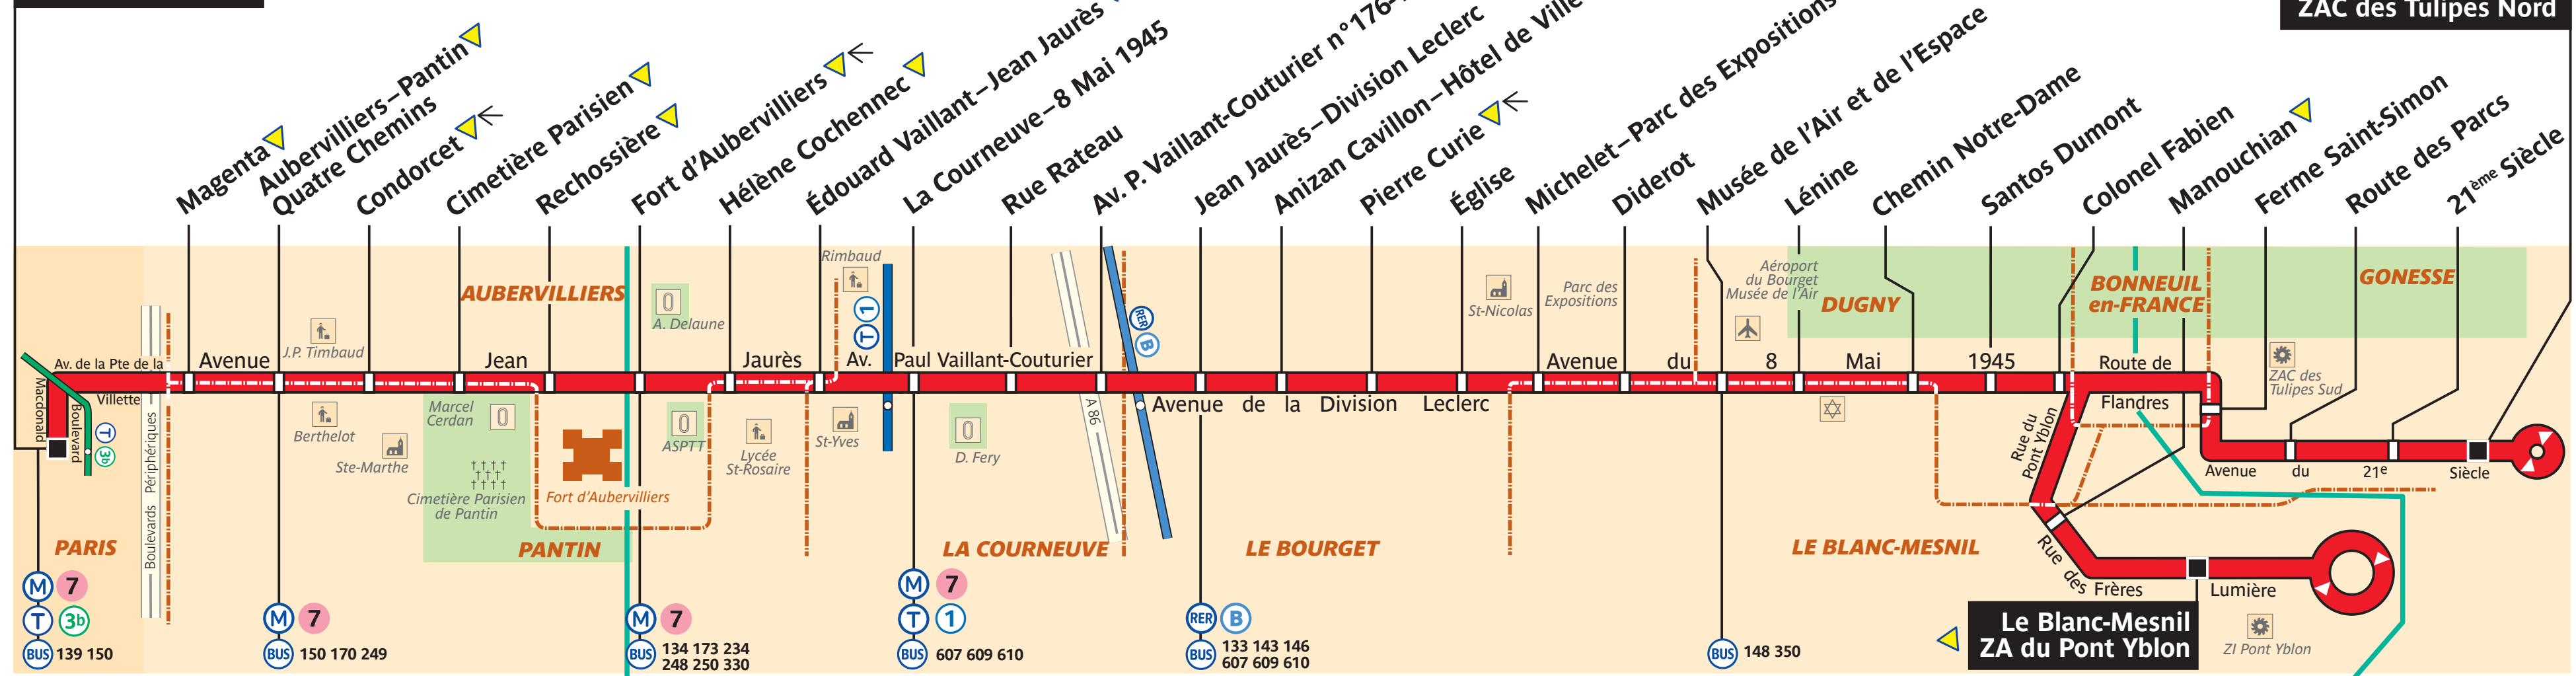 ZAC des Tulipes Nord
Magenta
Aubervilliers–Pantin
Quatre Chemins
Condorcet
Cimetière Parisien
Rechossière
Fort d'Aubervilliers
Hélène Cochennec
Édouard Vaillant–Jean Jaurès
La Courneuve–8 Mai 1945
Rue Rateau
Av. P. Vaillant-Couturier n°176-
Jean Jaurès–Division Leclerc
Anizan Cavillon–Hôtel de Ville
Pierre Curie
Église
Michelet–Parc des Expositions
Diderot
Musée de l'Air et de l'Espace
Lénine
Chemin Notre-Dame
Santos Dumont
Colonel Fabien
Manouchian
Ferme Saint-Simon
Route des Parcs
21ème Siècle
AUBERVILLIERS
J.P. Timbaud
A. Delaune
Rimbaud
1
T
RER
B
St-Nicolas
Parc des
Expositions
Aéroport
du Bourget
Musée de l'Air
DUGNY
BONNEUIL
en-FRANCE
GONESSE
ZAC des
Tulipes Sud
Av. de la Pte de la
Villette
Avenue Jean Jaurès
Av. Paul Vaillant-Couturier
Avenue de la Division Leclerc
Avenue du 8 Mai 1945
Route de
Flandres
Macdonald
Boulevard
T
3b
Boulevards Périphériques
Berthelot
Ste-Marthe
Marcel
Cerdan
Cimetière Parisien
de Pantin
Fort d'Aubervilliers
ASPTT
Lycée
St-Rosaire
St-Yves
D. Fery
A 86
Rue du
Pont Yblon
Avenue du 21e Siècle
PARIS
PANTIN
LA COURNEUVE
LE BOURGET
LE BLANC-MESNIL
Rue des Frères Lumière
M 7
T 3b
BUS 139 150
M 7
BUS 150 170 249
M 7
BUS 134 173 234
248 250 330
M 7
T 1
BUS 607 609 610
RER B
BUS 133 143 146
607 609 610
BUS 148 350
Le Blanc-Mesnil
ZA du Pont Yblon
ZI Pont Yblon